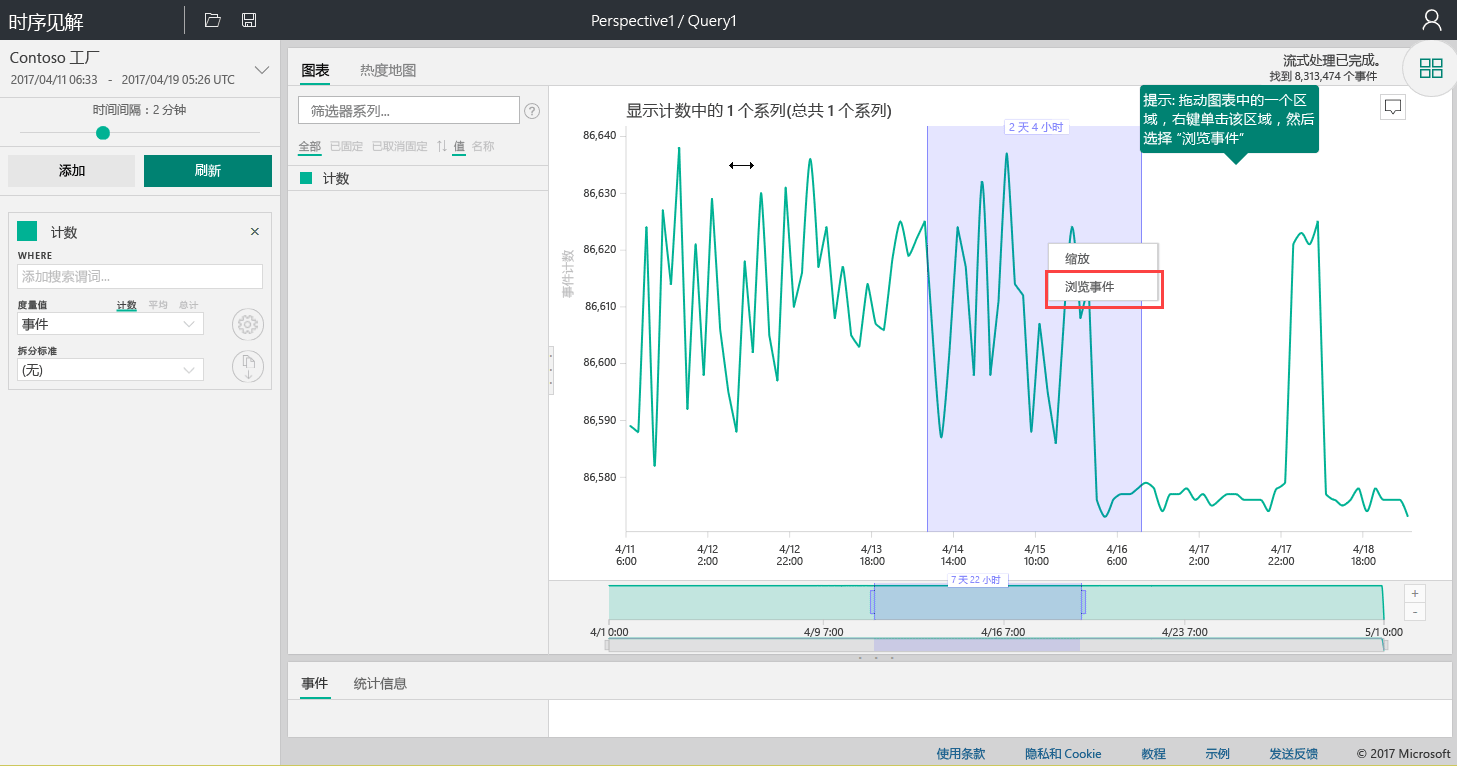 时序见解
Perspective1 / Query1
Contoso 工厂
2017/04/11 06:33 - 2017/04/19 05:26 UTC
时间间隔：2 分钟
添加
刷新
计数
×
WHERE
添加搜索谓词...
度量值
计数 平均 总计
事件
拆分标准
(无)
图表
热度地图
流式处理已完成。
找到 8,313,474 个事件
筛选器系列...
?
全部 已固定 已取消固定 值 名称
计数
显示计数中的 1 个系列(总共 1 个系列)
提示: 拖动图表中的一个区
域，右键单击该区域，然后
选择 “浏览事件”
2 天 4 小时
事件计数
86,640
86,630
86,620
86,610
86,600
86,590
86,580
缩放
浏览事件
4/11 4/12 4/12 4/13 4/14 4/15 4/16 4/17 4/17 4/18
6:00 2:00 22:00 18:00 14:00 10:00 6:00 2:00 22:00 18:00
7 天 22 小时
+
-
4/1 0:00 4/9 7:00 4/16 7:00 4/23 7:00 5/1 0:00
事件
统计信息
使用条款 隐私和 Cookie 教程 示例 发送反馈 © 2017 Microsoft